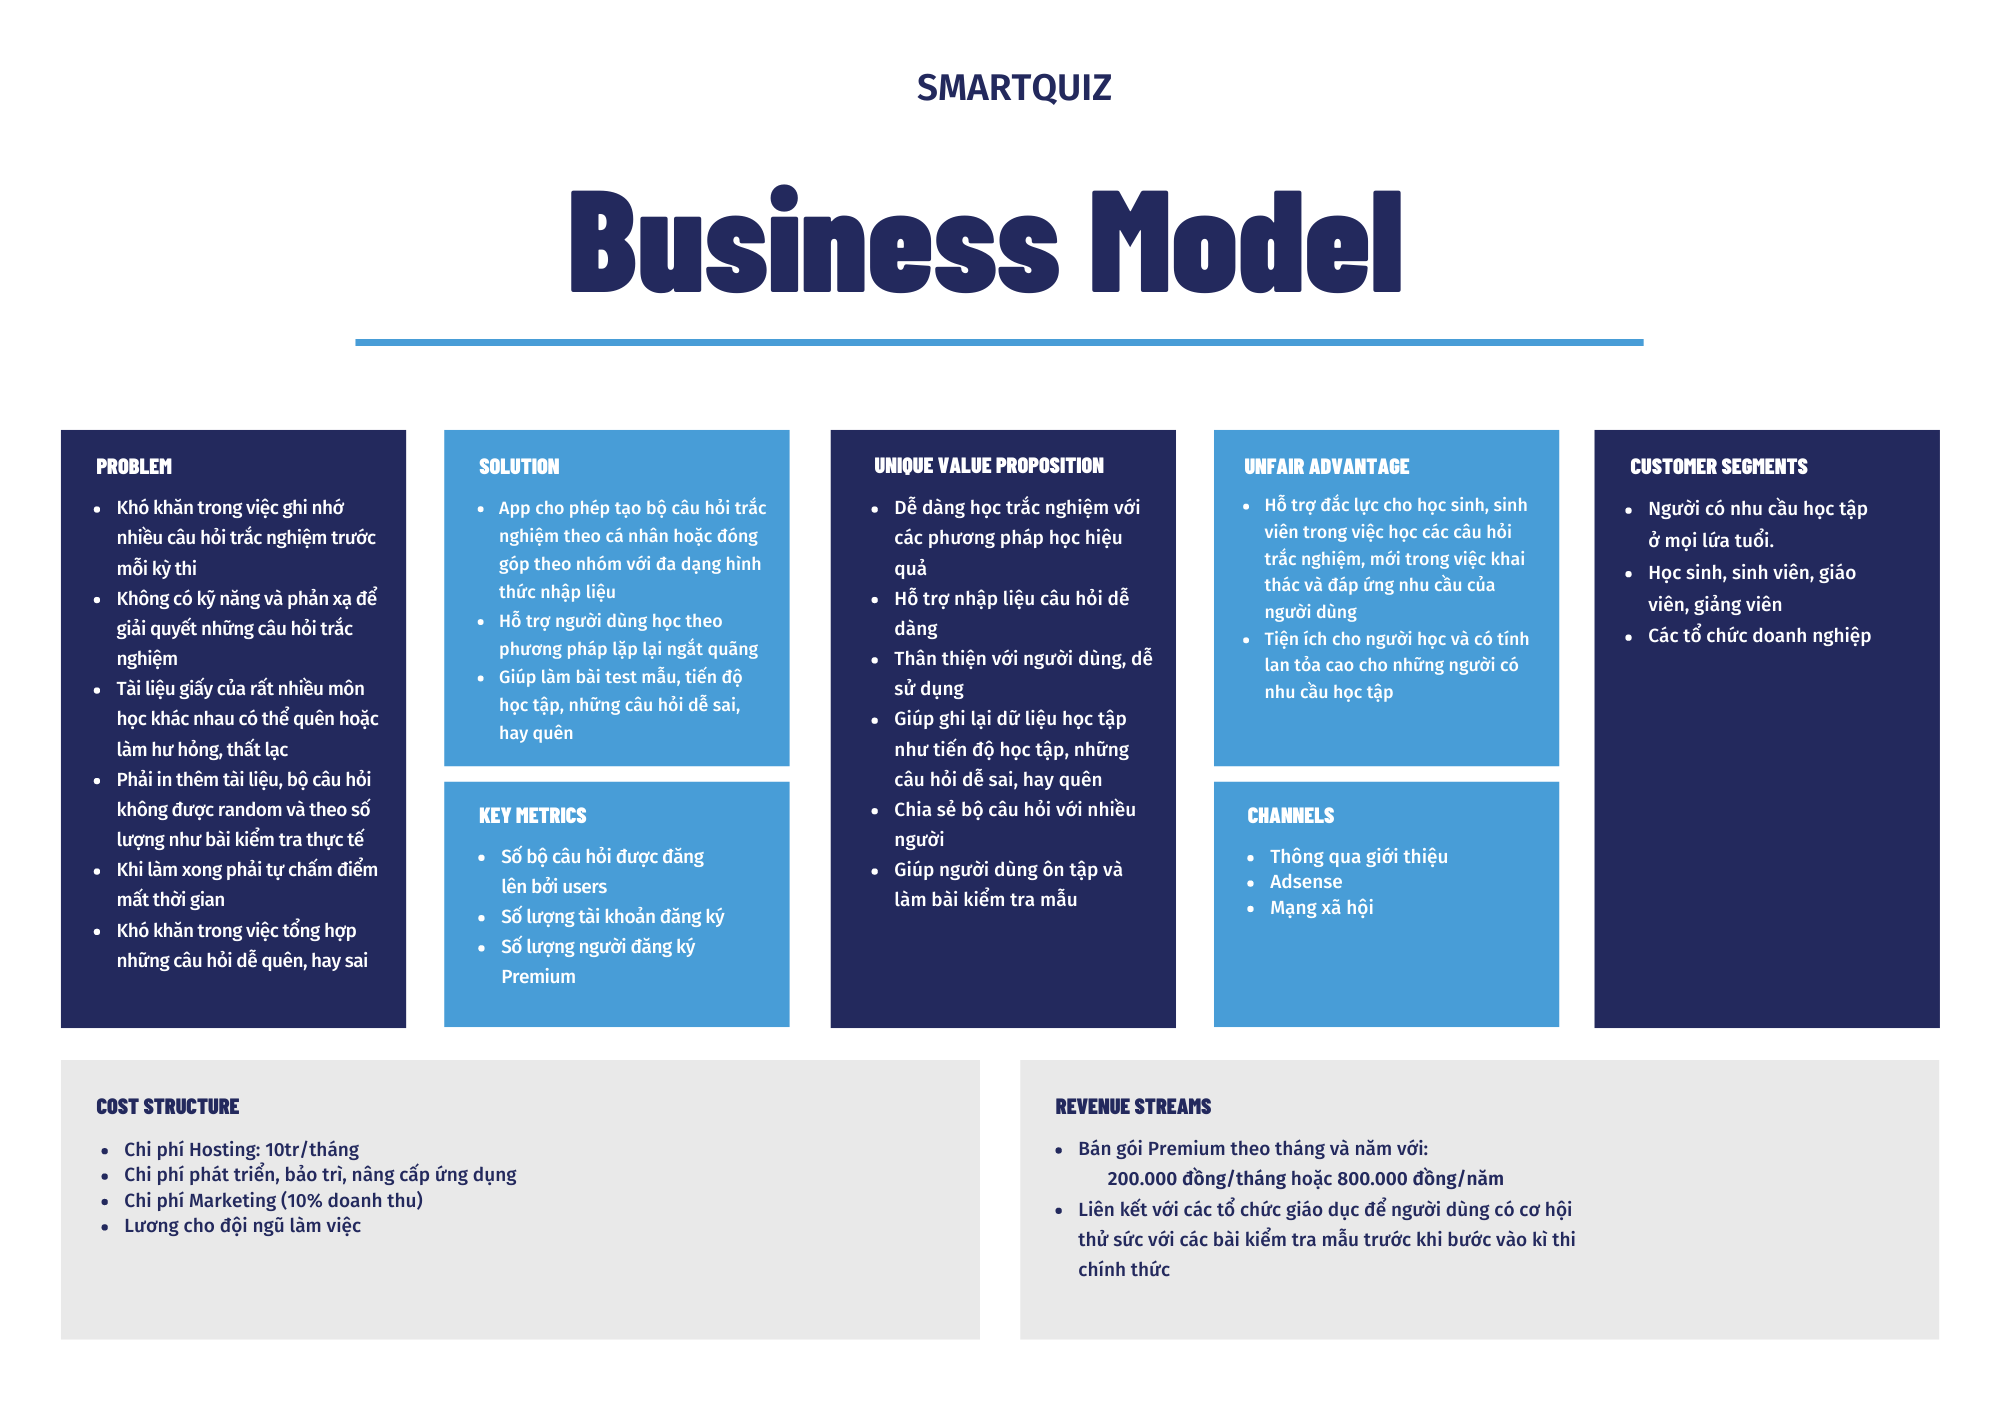 SMARTQUIZ
Business Model
PROBLEM
• Khó khăn trong việc ghi nhớ
nhiều câu hỏi trắc nghiệm trước
mỗi kỳ thi
• Không có kỹ năng và phản xạ để
giải quyết những câu hỏi trắc
nghiệm
• Tài liệu giấy của rất nhiều môn
học khác nhau có thể quên hoặc
làm hư hỏng, thất lạc
• Phải in thêm tài liệu, bộ câu hỏi
không được random và theo số
lượng như bài kiểm tra thực tế
• Khi làm xong phải tự chấm điểm
mất thời gian
• Khó khăn trong việc tổng hợp
những câu hỏi dễ quên, hay sai
SOLUTION
• App cho phép tạo bộ câu hỏi trắc
nghiệm theo cá nhân hoặc đóng
góp theo nhóm với đa dạng hình
thức nhập liệu
• Hỗ trợ người dùng học theo
phương pháp lặp lại ngắt quãng
• Giúp làm bài test mẫu, tiến độ
học tập, những câu hỏi dễ sai,
hay quên
KEY METRICS
• Số bộ câu hỏi được đăng
lên bởi users
• Số lượng tài khoản đăng ký
• Số lượng người đăng ký
Premium
UNIQUE VALUE PROPOSITION
• Dễ dàng học trắc nghiệm với
các phương pháp học hiệu
quả
• Hỗ trợ nhập liệu câu hỏi dễ
dàng
• Thân thiện với người dùng, dễ
sử dụng
• Giúp ghi lại dữ liệu học tập
như tiến độ học tập, những
câu hỏi dễ sai, hay quên
• Chia sẻ bộ câu hỏi với nhiều
người
• Giúp người dùng ôn tập và
làm bài kiểm tra mẫu
UNFAIR ADVANTAGE
• Hỗ trợ đắc lực cho học sinh, sinh
viên trong việc học các câu hỏi
trắc nghiệm, mới trong việc khai
thác và đáp ứng nhu cầu của
người dùng
• Tiện ích cho người học và có tính
lan tỏa cao cho những người có
nhu cầu học tập
CHANNELS
• Thông qua giới thiệu
• Adsense
• Mạng xã hội
CUSTOMER SEGMENTS
• Người có nhu cầu học tập
ở mọi lứa tuổi.
• Học sinh, sinh viên, giáo
viên, giảng viên
• Các tổ chức doanh nghiệp
COST STRUCTURE
• Chi phí Hosting: 10tr/tháng
• Chi phí phát triển, bảo trì, nâng cấp ứng dụng
• Chi phí Marketing (10% doanh thu)
• Lương cho đội ngũ làm việc
REVENUE STREAMS
• Bán gói Premium theo tháng và năm với:
200.000 đồng/tháng hoặc 800.000 đồng/năm
• Liên kết với các tổ chức giáo dục để người dùng có cơ hội
thử sức với các bài kiểm tra mẫu trước khi bước vào kì thi
chính thức